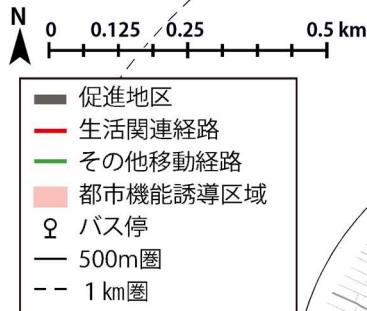 N
0 0.125 0.25 0.5 km
促進地区
生活関連経路
その他移動経路
都市機能誘導区域
バス停
500m圏
1㎞圏